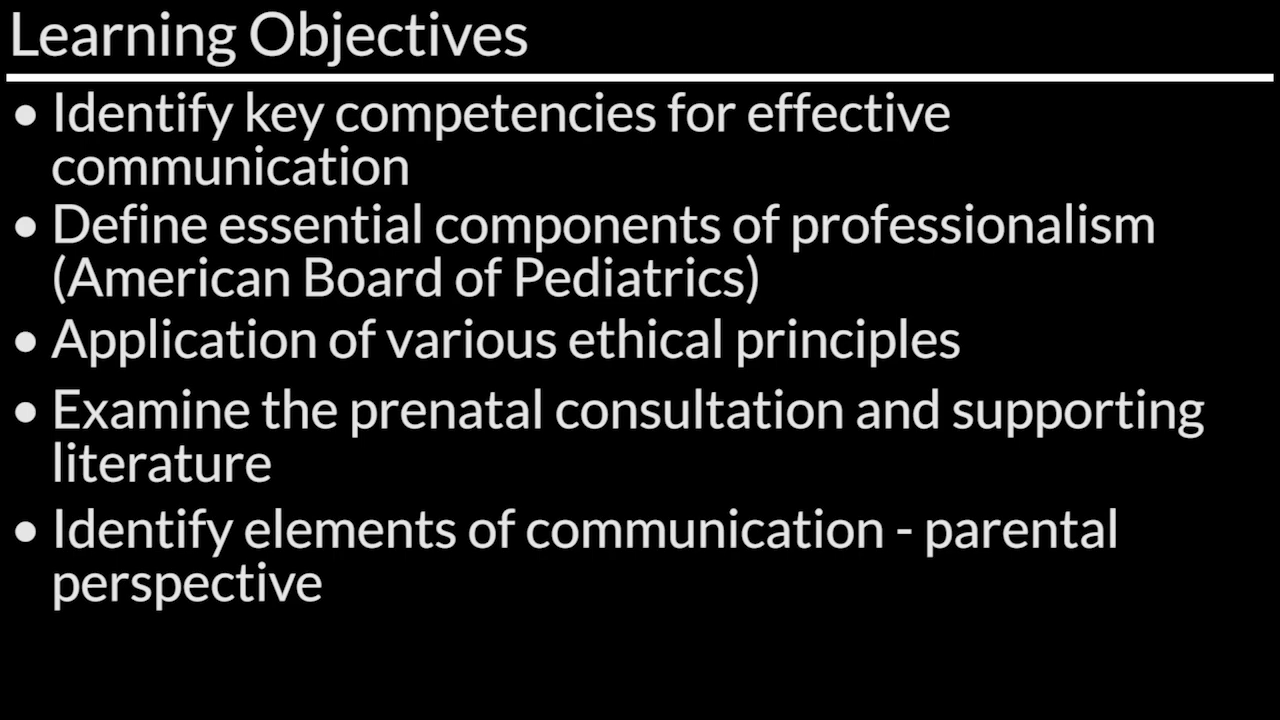 Learning Objectives
• Identify key competencies for effective
communication
• Define essential components of professionalism
(American Board of Pediatrics)
• Application of various ethical principles
• Examine the prenatal consultation and supporting
literature
• Identify elements of communication - parental
perspective